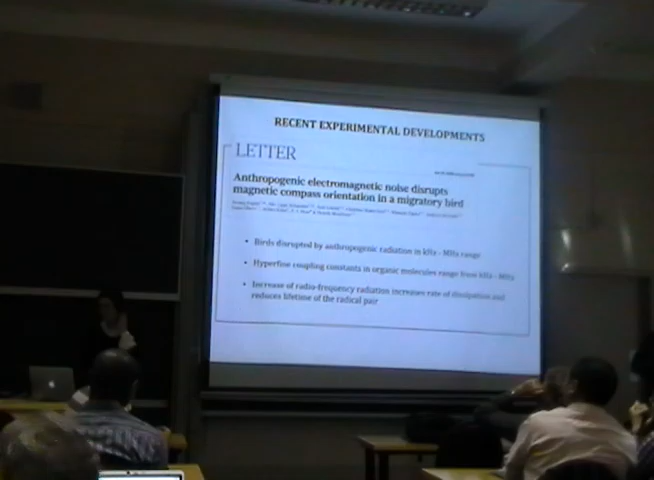 RECENT EXPERIMENTAL DEVELOPMENTS
LETTER
Anthropogenic electromagnetic noise disrupts
magnetic compass orientation in a migratory bird
• Birds disrupted by anthropogenic radiation in kHz - MHz range
• Hyperfine coupling constants in organic molecules range from kHz - MHz
• Increase of radio-frequency radiation increases rate of dissipation and
reduces lifetime of the radical pair